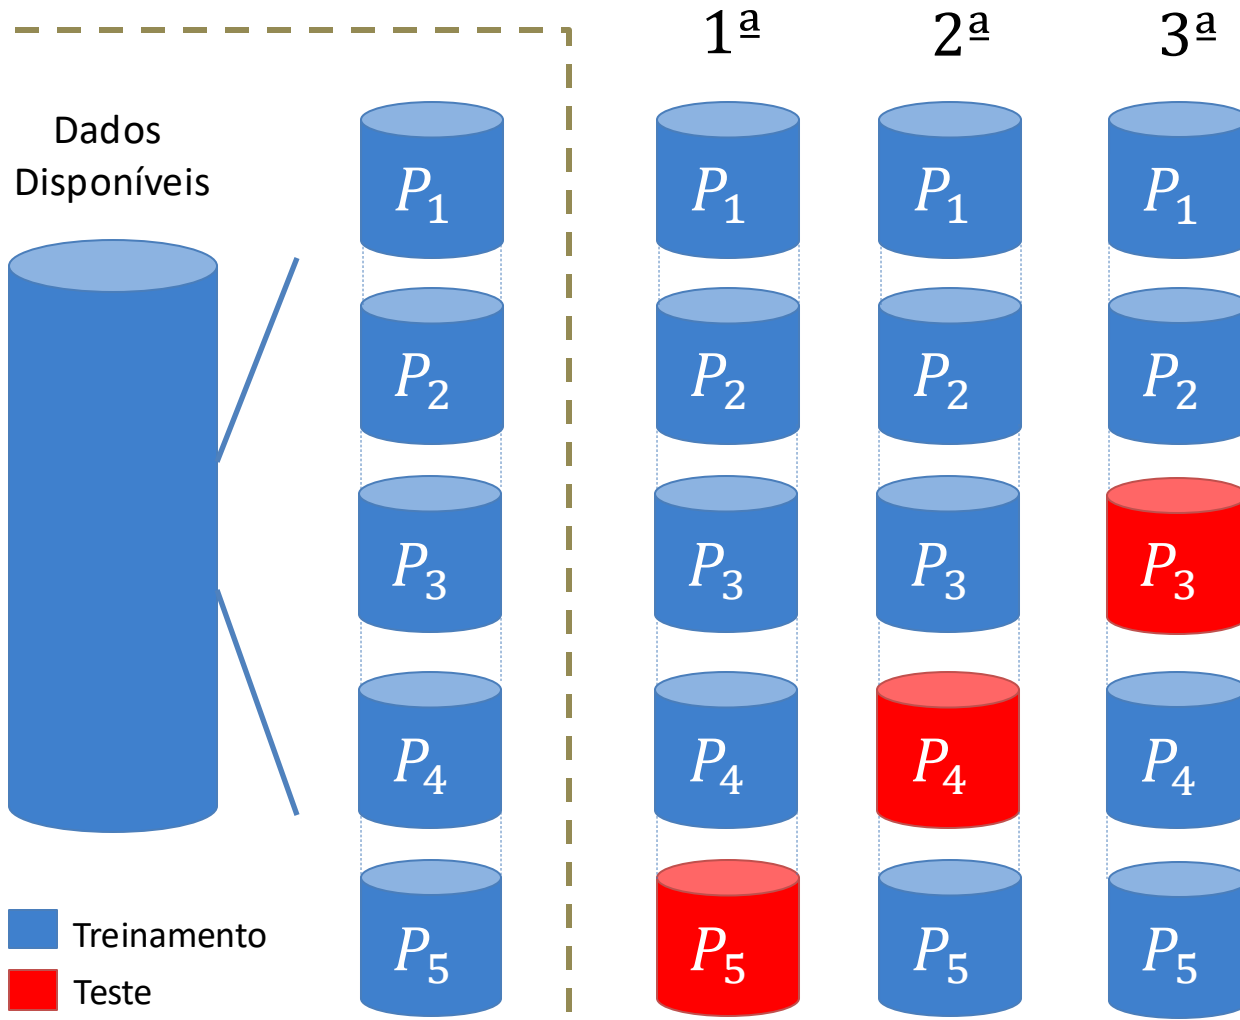 1ª 2ª 3ª
Dados
Disponíveis
P1 P1 P1 P1
P2 P2 P2 P2
P3 P3 P3 P3
P4 P4 P4 P4
P5 P5 P5 P5
Treinamento
Teste